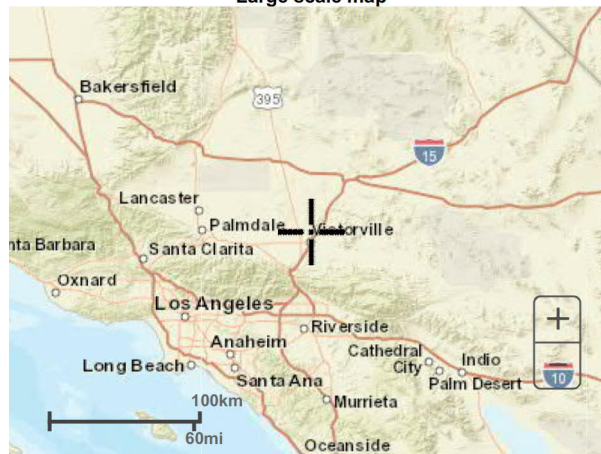 Large scale map
Bakersfield
395
15
Lancaster
Palmdale
Victorville
nta Barbara
Santa Clarita
Oxnard
Los Angeles
Riverside
+
Anaheim
Cathedral
City
Indio
Long Beach
Santa Ana
Palm Desert
10
100km
Murrieta
60mi
Oceanside